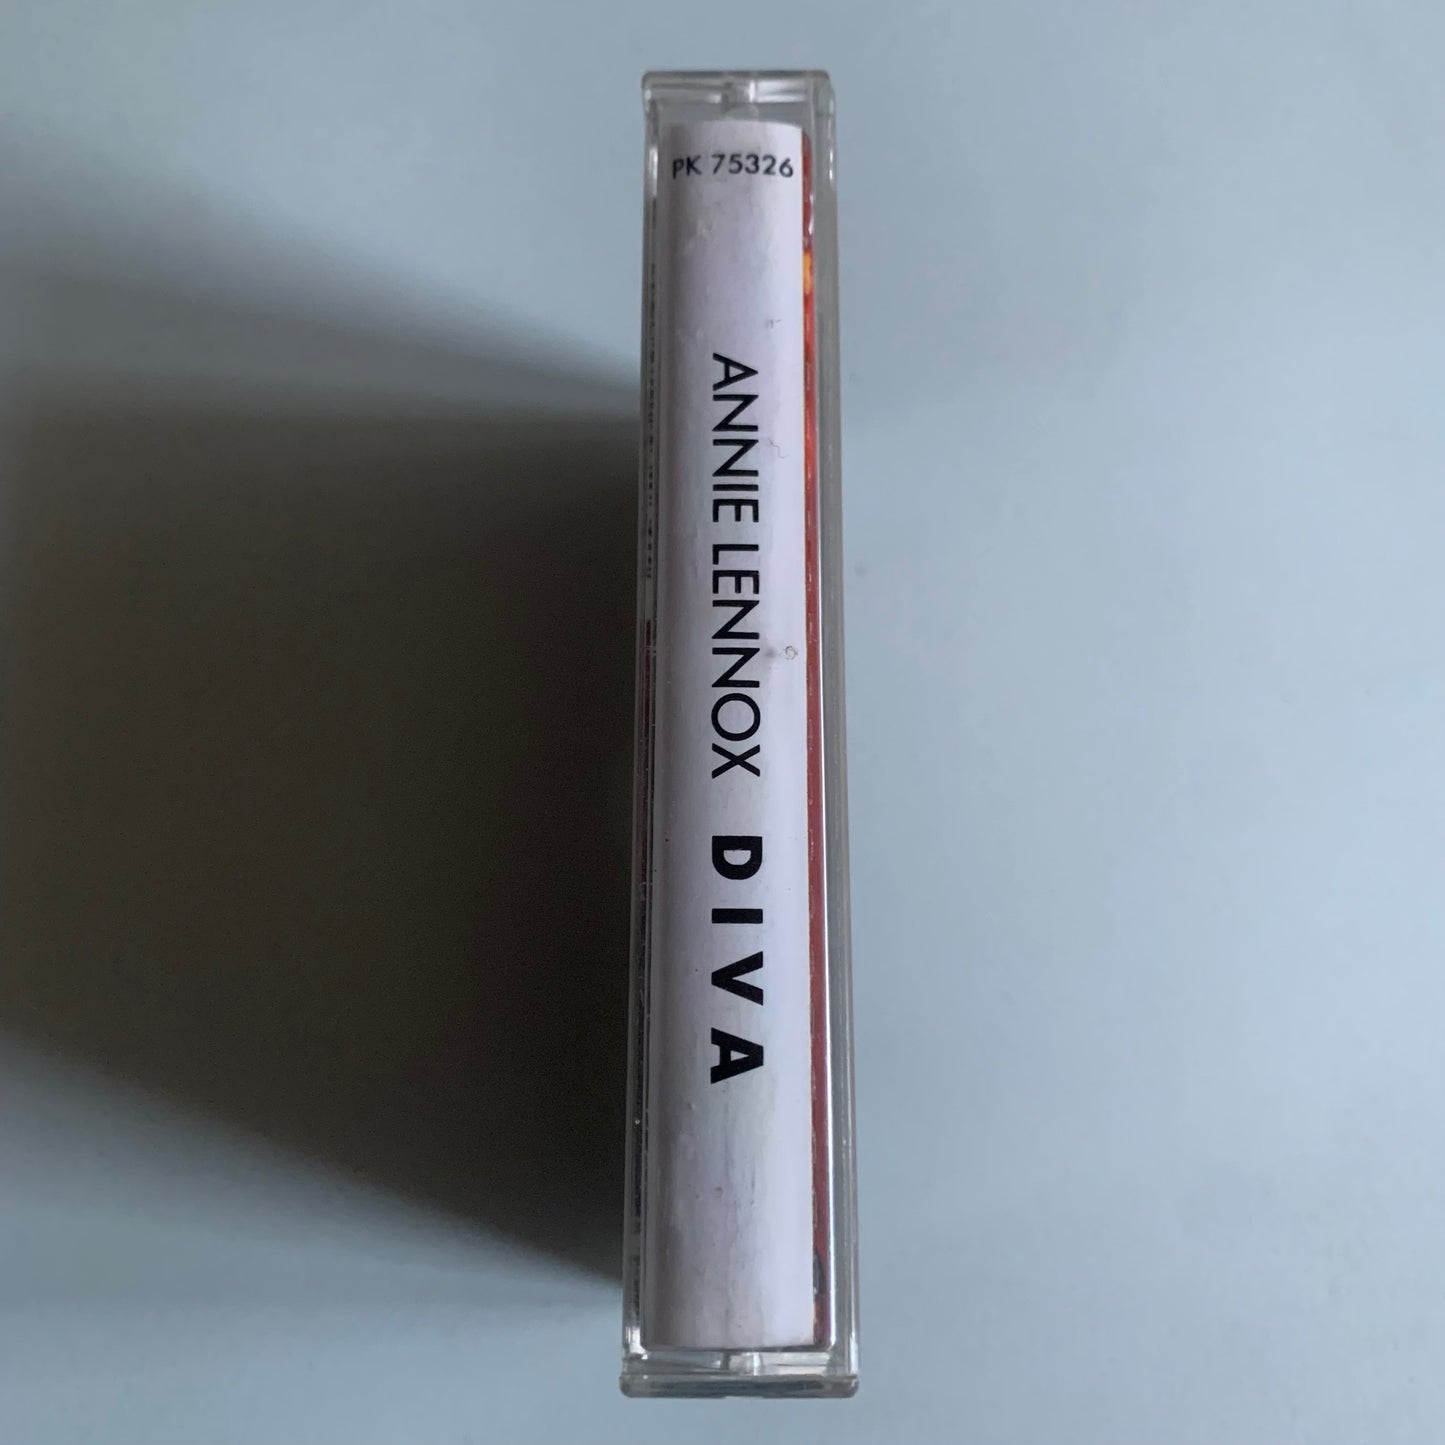 PK 75326
ANNIE LENNOX DIVA